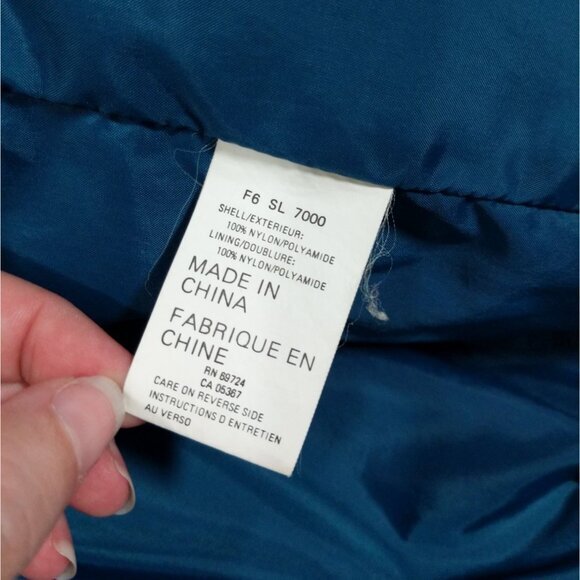 F6 SL 7000
SHELL/EXTERIEUR:
100% NYLON/POLYAMIDE
LINING/DOUBLURE:
100% NYLON/POLYAMIDE
MADE IN
CHINA
FABRIQUE EN
CHINE
RN 69724
CA 05367
CARE ON REVERSE SIDE
INSTRUCTIONS D'ENTRETIEN
AU VERSO